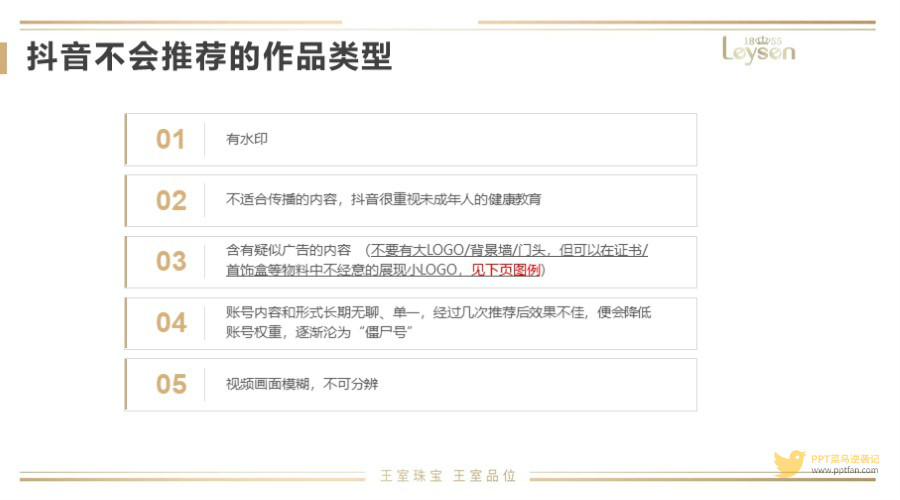 抖音不会推荐的作品类型
1855
Leysen
01
有水印
02
不适合传播的内容，抖音很重视未成年人的健康教育
03
含有疑似广告的内容 （不要有大LOGO/背景墙/门头，但可以在证书/
首饰盒等物料中不经意的展现小LOGO，见下页图例）
04
账号内容和形式长期无聊、单一，经过几次推荐后效果不佳，便会降低
账号权重，逐渐沦为“僵尸号”
05
视频画面模糊，不可分辨
王室珠宝 王室品位
PPT菜鸟逆袭记
www.pptfan.com